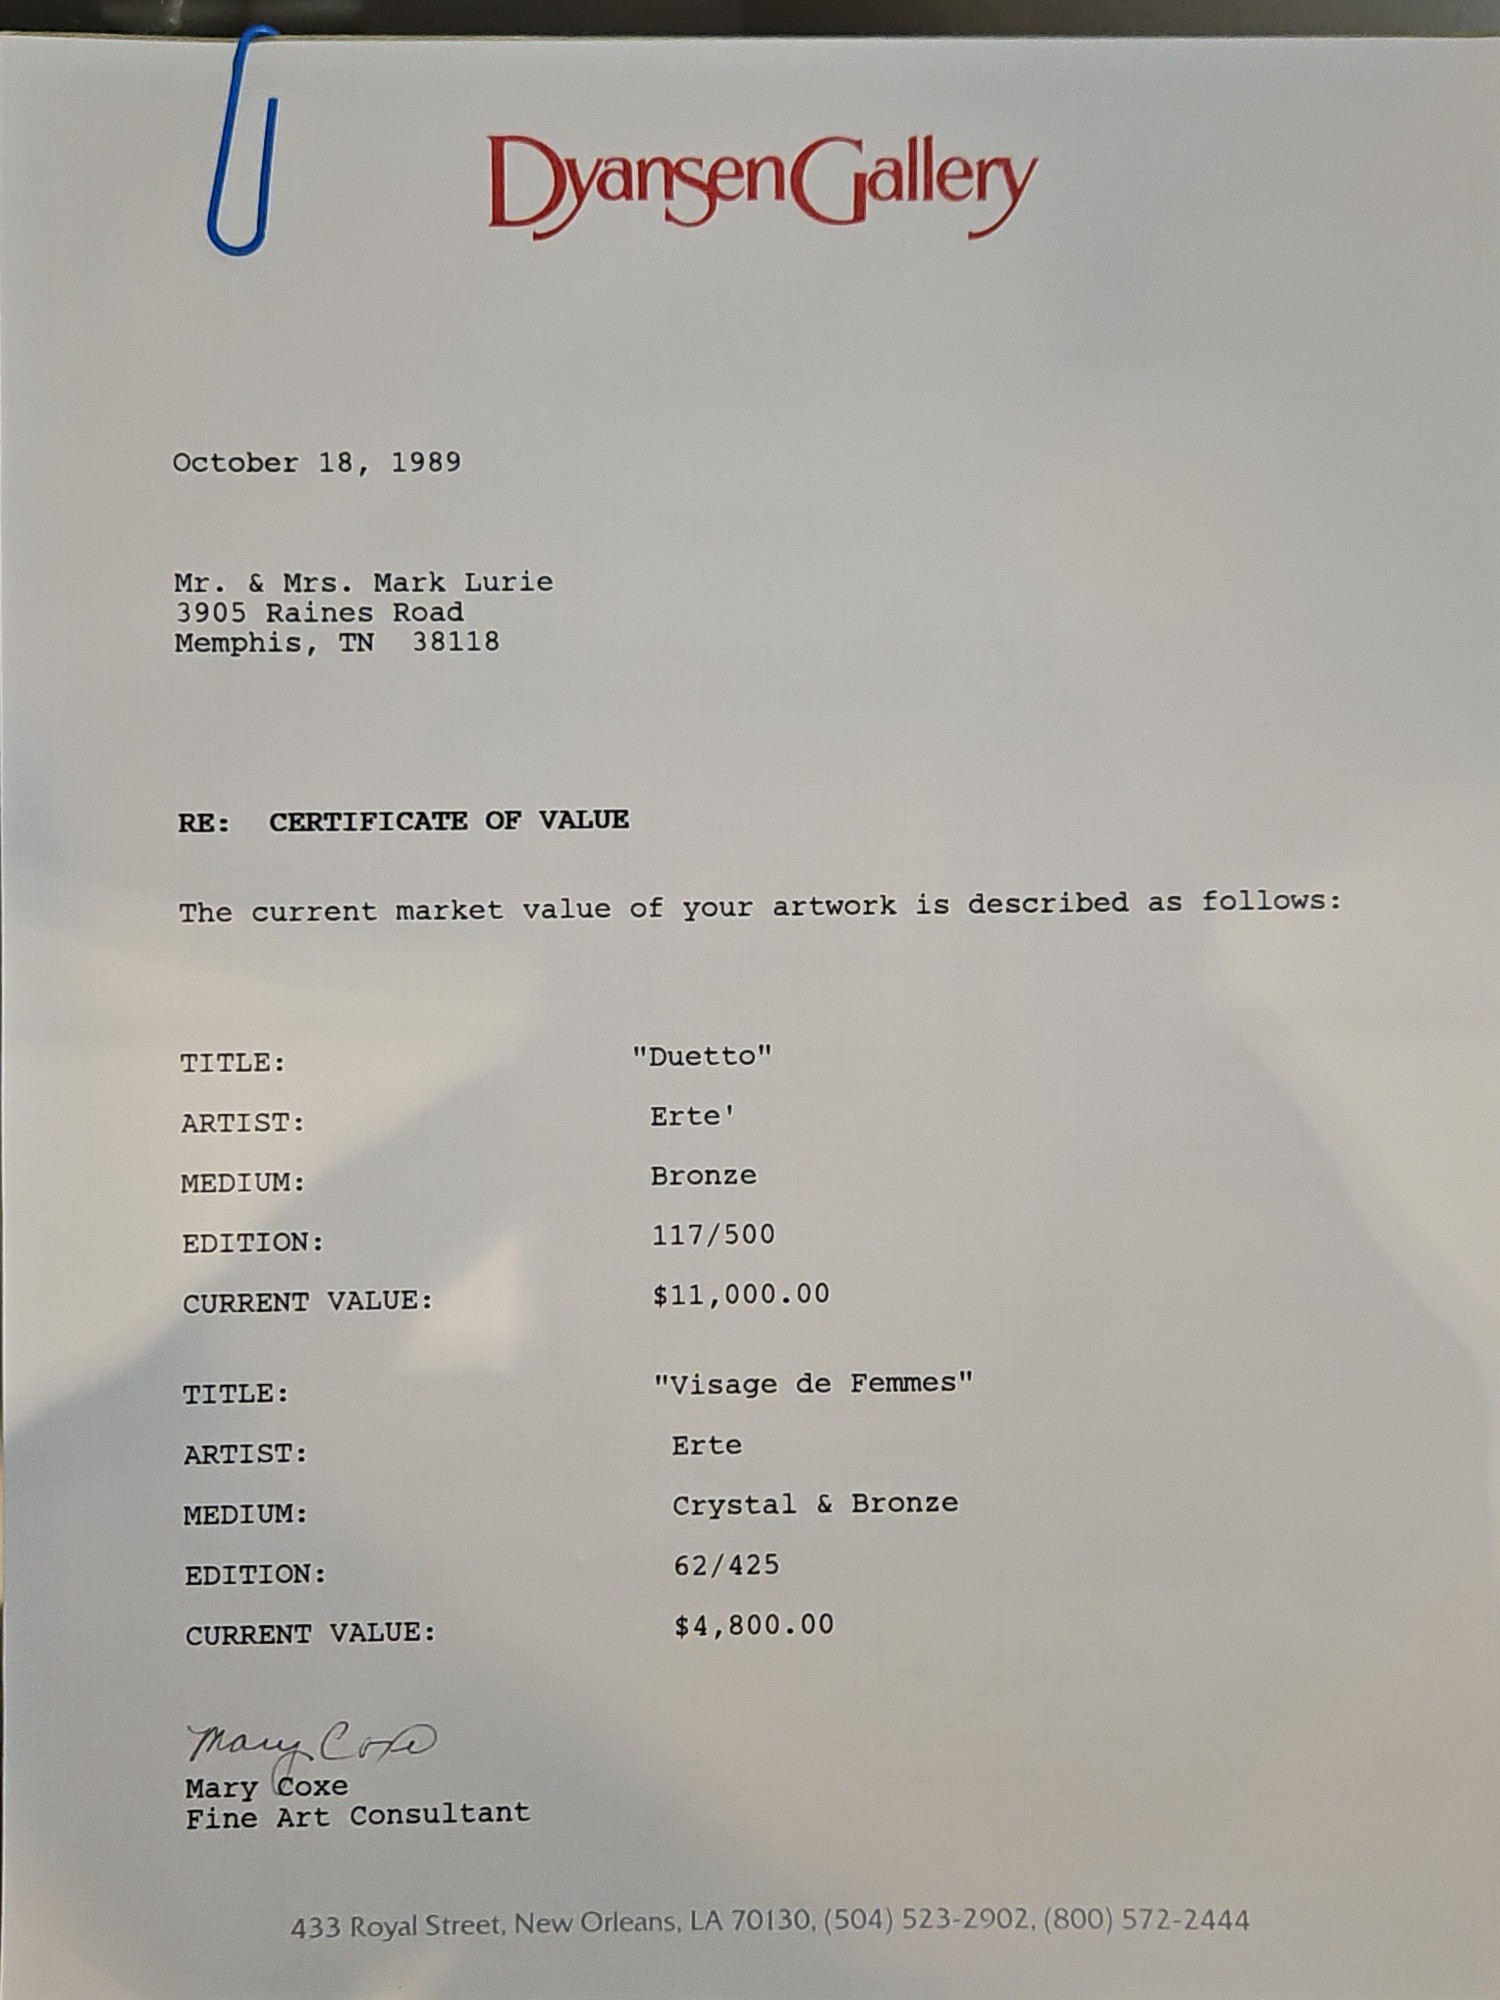 Dyansen Gallery
October 18, 1989
Mr. & Mrs. Mark Lurie
3905 Raines Road
Memphis, TN 38118
RE: CERTIFICATE OF VALUE
The current market value of your artwork is described as follows:
TITLE: "Duetto"
ARTIST: Erte'
MEDIUM: Bronze
EDITION: 117/500
CURRENT VALUE: $11,000.00
TITLE: "Visage de Femmes"
ARTIST: Erte
MEDIUM: Crystal & Bronze
EDITION: 62/425
CURRENT VALUE: $4,800.00
Mary Coxe
Mary Coxe
Fine Art Consultant
433 Royal Street, New Orleans, LA 70130, (504) 523-2902, (800) 572-2444